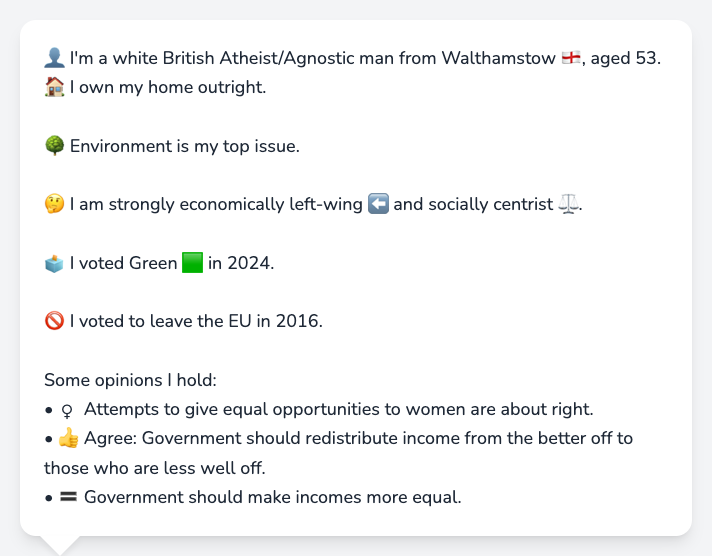 👤 I'm a white British Atheist/Agnostic man from Walthamstow 🏴󠁧󠁢󠁥󠁮󠁧󠁿, aged 53.
🏠 I own my home outright.
🌳 Environment is my top issue.
🤔 I am strongly economically left-wing ⬅️ and socially centrist ⚖️.
🗳️ I voted Green 🟩 in 2024.
🚫 I voted to leave the EU in 2016.
Some opinions I hold:
• ♀ Attempts to give equal opportunities to women are about right.
• 👍 Agree: Government should redistribute income from the better off to
those who are less well off.
• 🟰 Government should make incomes more equal.